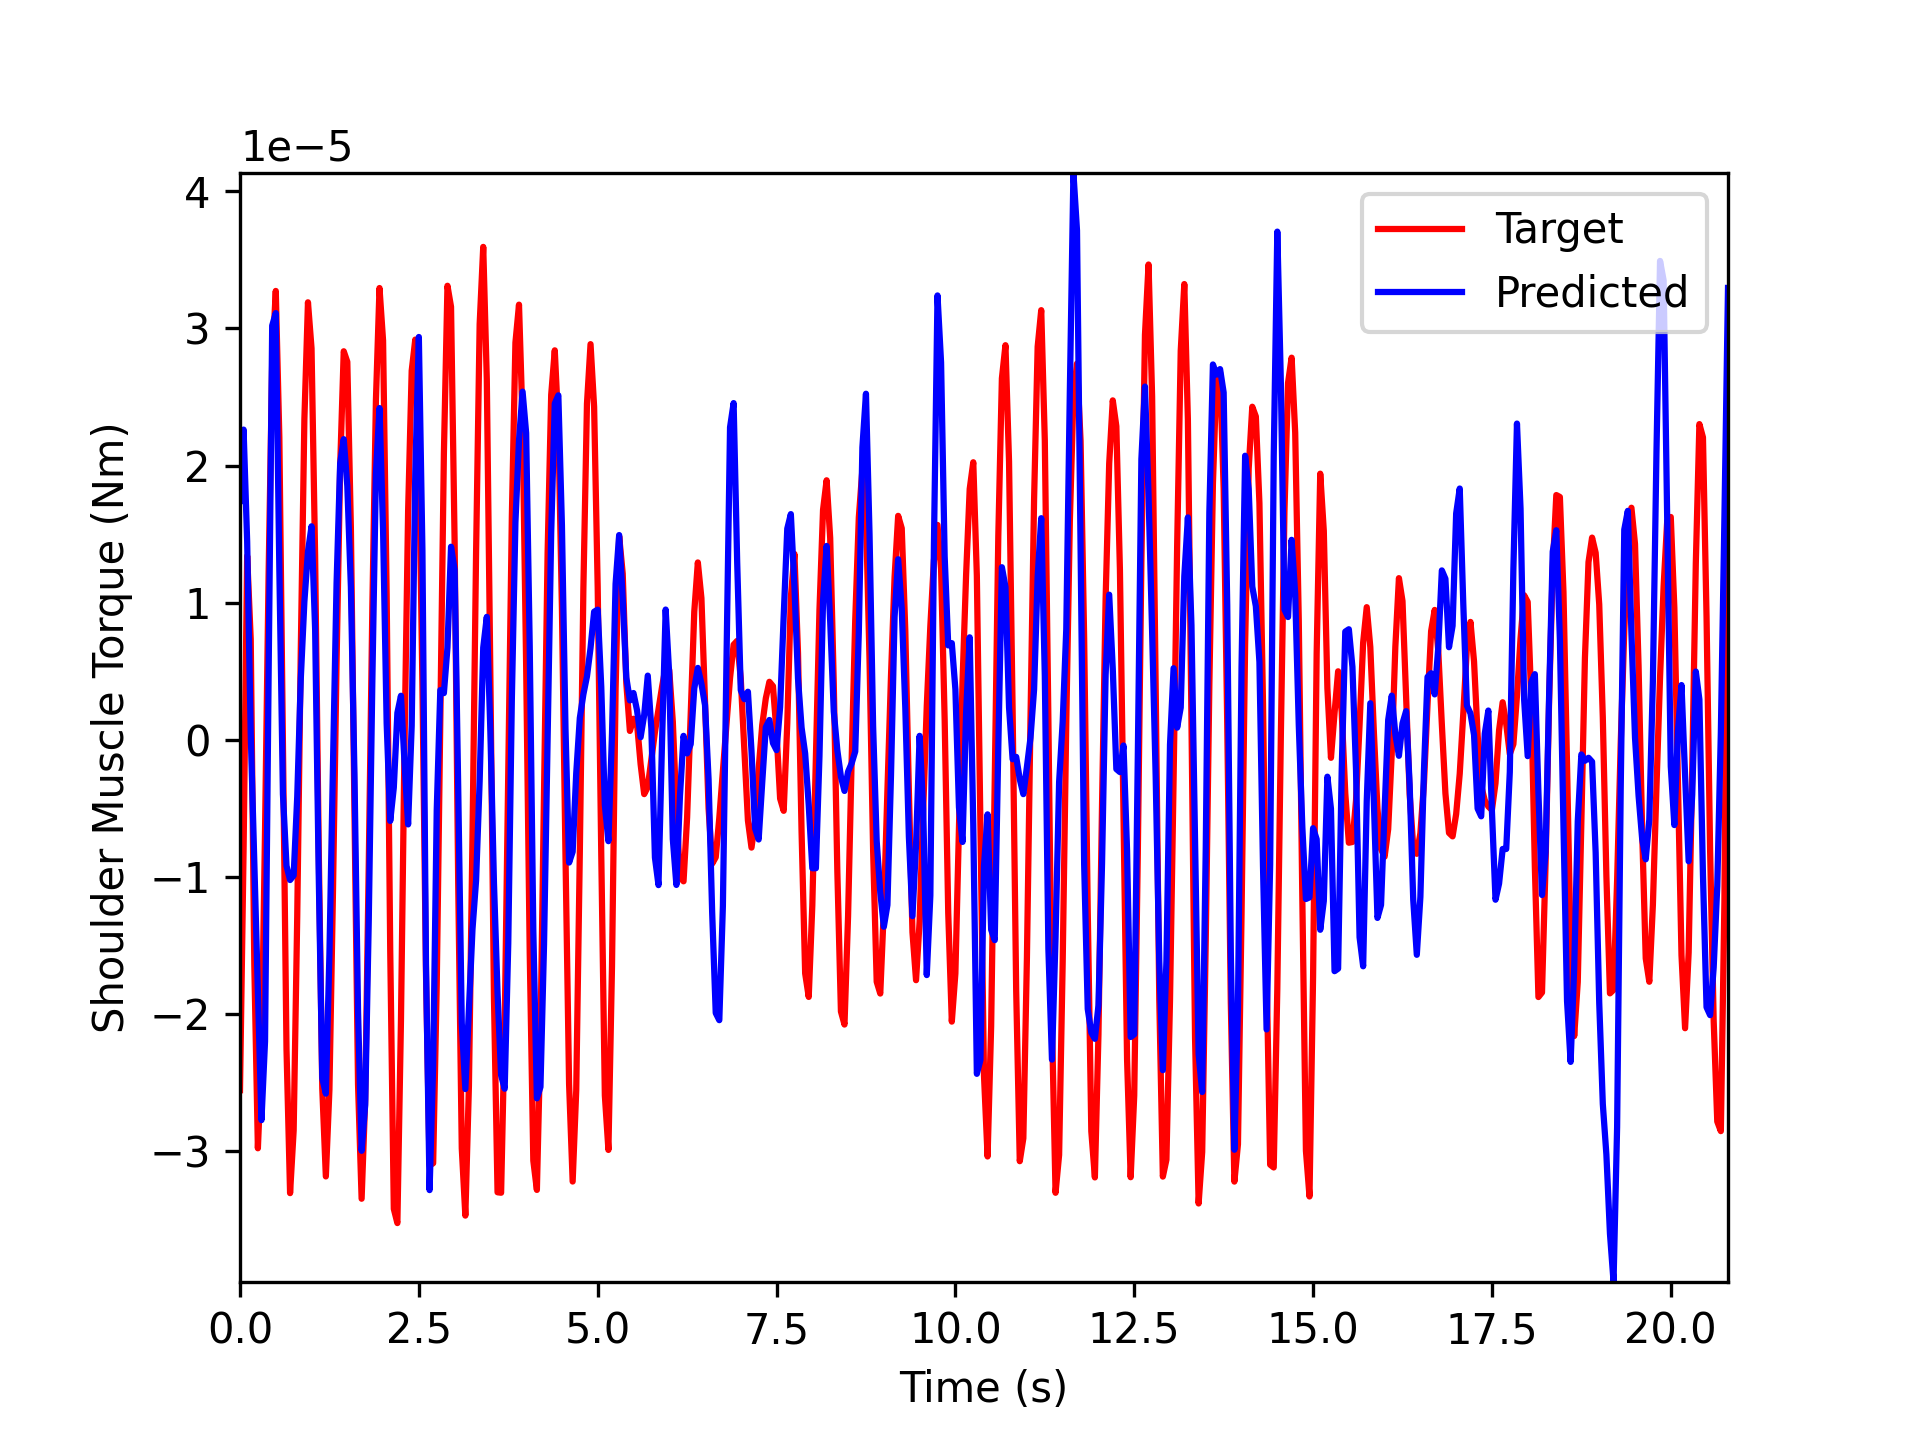 1e−5
4
3
2
1
0
−1
−2
−3
Shoulder Muscle Torque (Nm)
Target
Predicted
0.0 2.5 5.0 7.5 10.0 12.5 15.0 17.5 20.0
Time (s)